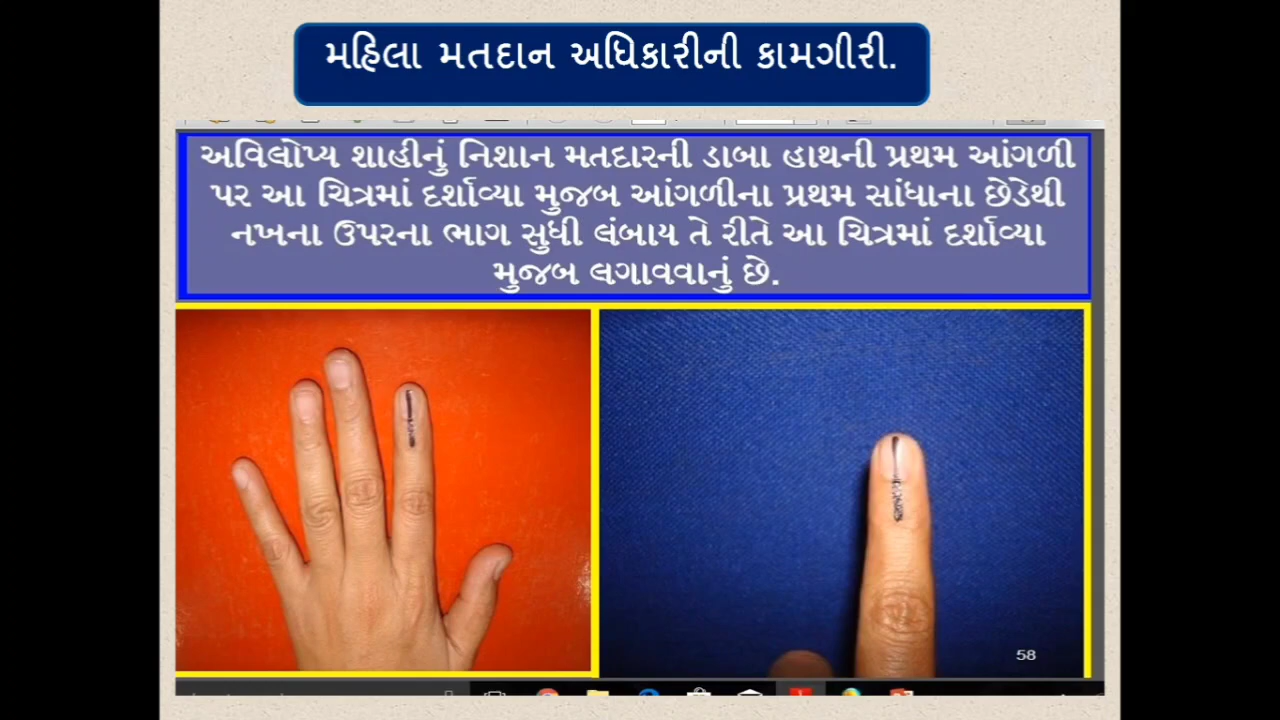 મહિલા મતદાન અધિકારીની કામગીરી.
અવિલોપ્ય શાહીનું નિશાન મતદારની ડાબા હાથની પ્રથમ આંગળી
પર આ ચિત્રમાં દર્શાવ્યા મુજબ આંગળીના પ્રથમ સાંધાના છેડેથી
નખના ઉપરના ભાગ સુધી લંબાય તે રીતે આ ચિત્રમાં દર્શાવ્યા
મુજબ લગાવવાનું છે.
58